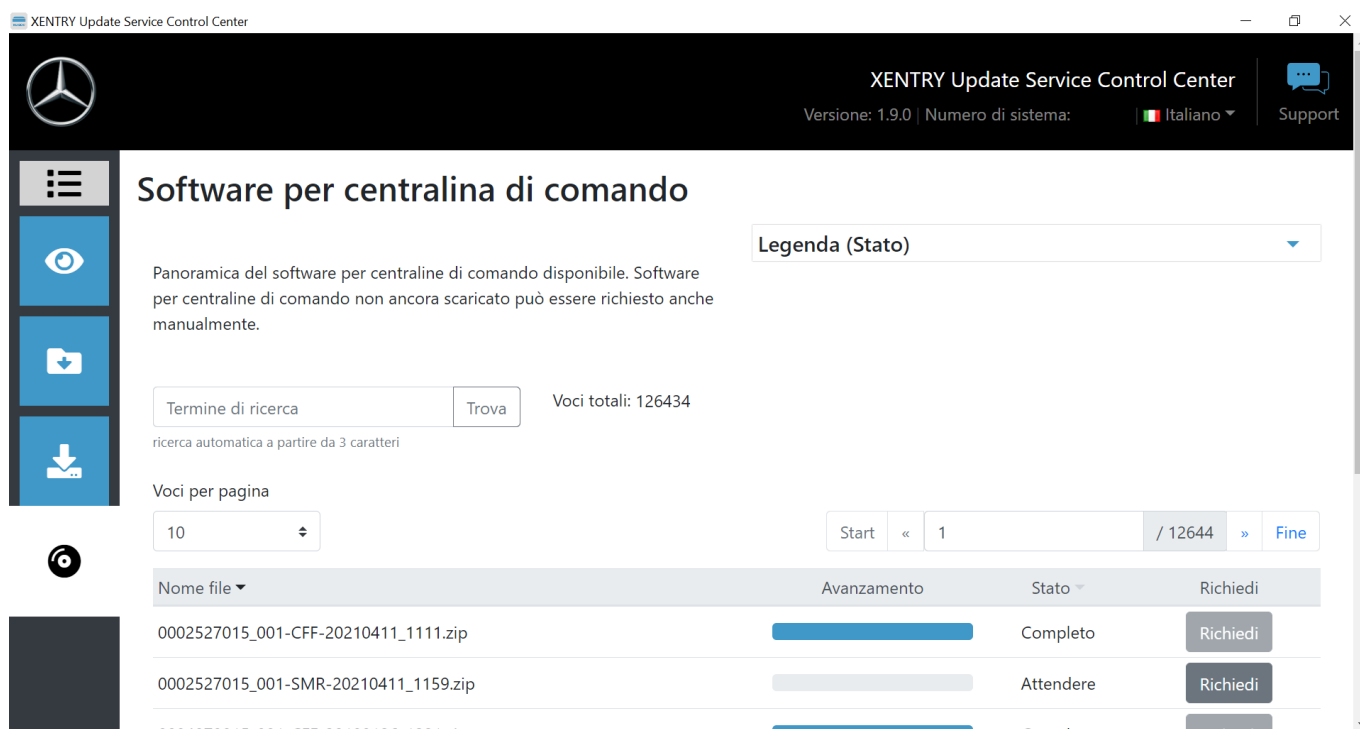 XENTRY Update Service Control Center
XENTRY Update Service Control Center
Versione: 1.9.0 | Numero di sistema: | Italiano
Support
Software per centralina di comando
Legenda (Stato)
Panoramica del software per centraline di comando disponibile. Software
per centraline di comando non ancora scaricato può essere richiesto anche
manualmente.
Termine di ricerca Trova Voci totali: 126434
ricerca automatica a partire da 3 caratteri
Voci per pagina
10 Start « 1 / 12644 » Fine
Nome file Avanzamento Stato Richiedi
0002527015_001-CFF-20210411_1111.zip Completo Richiedi
0002527015_001-SMR-20210411_1159.zip Attendere Richiedi